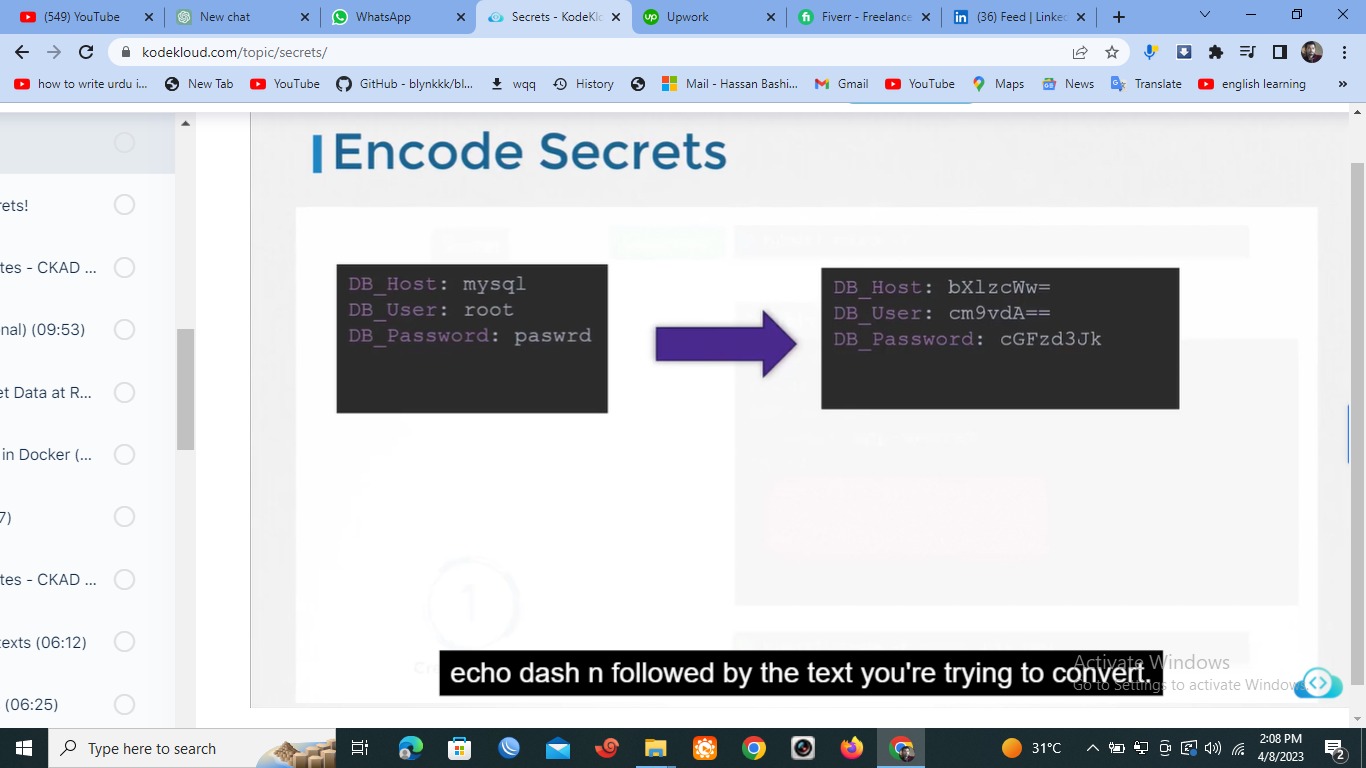 (549) YouTube
New chat
WhatsApp
Secrets - KodeKlo
Upwork
Fiverr - Freelance
(36) Feed | Linked
kodekloud.com/topic/secrets/
how to write urdu i...
New Tab
YouTube
GitHub - blynkkk/bl...
wqq
History
Mail - Hassan Bashi...
Gmail
YouTube
Maps
News
Translate
english learning
»
rets!
tes - CKAD ...
nal) (09:53)
et Data at R...
in Docker (...
7)
tes - CKAD ...
texts (06:12)
(06:25)
Encode Secrets
DB_Host: mysql
DB_User: root
DB_Password: paswrd
DB_Host: bXlzcWw=
DB_User: cm9vdA==
DB_Password: cGFzd3Jk
1
echo dash n followed by the text you're trying to convert.
Activate Windows
Go to Settings to activate Windows.
Type here to search
31°C
2:08 PM
4/8/2023
2